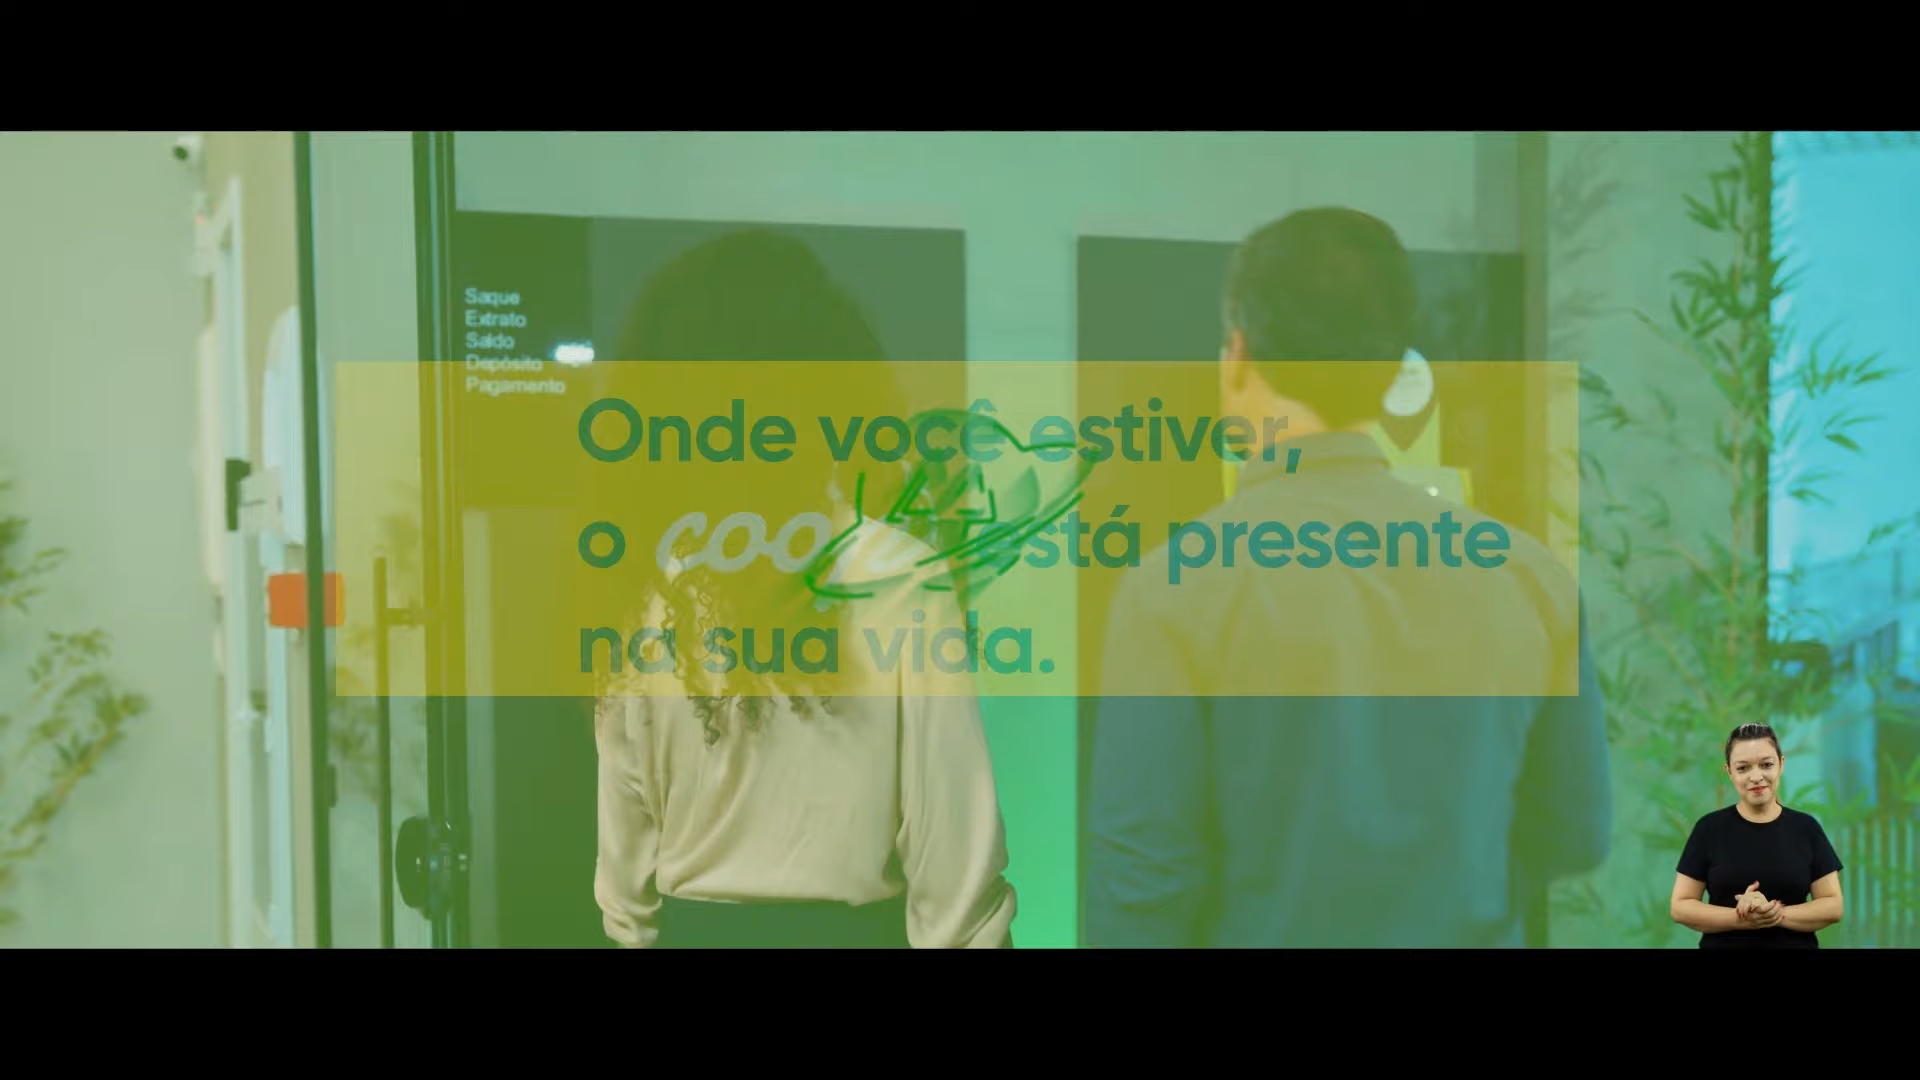 Saque
Extrato
Saldo
Depósito
Pagamento
Onde você estiver,
o está presente
na sua vida.